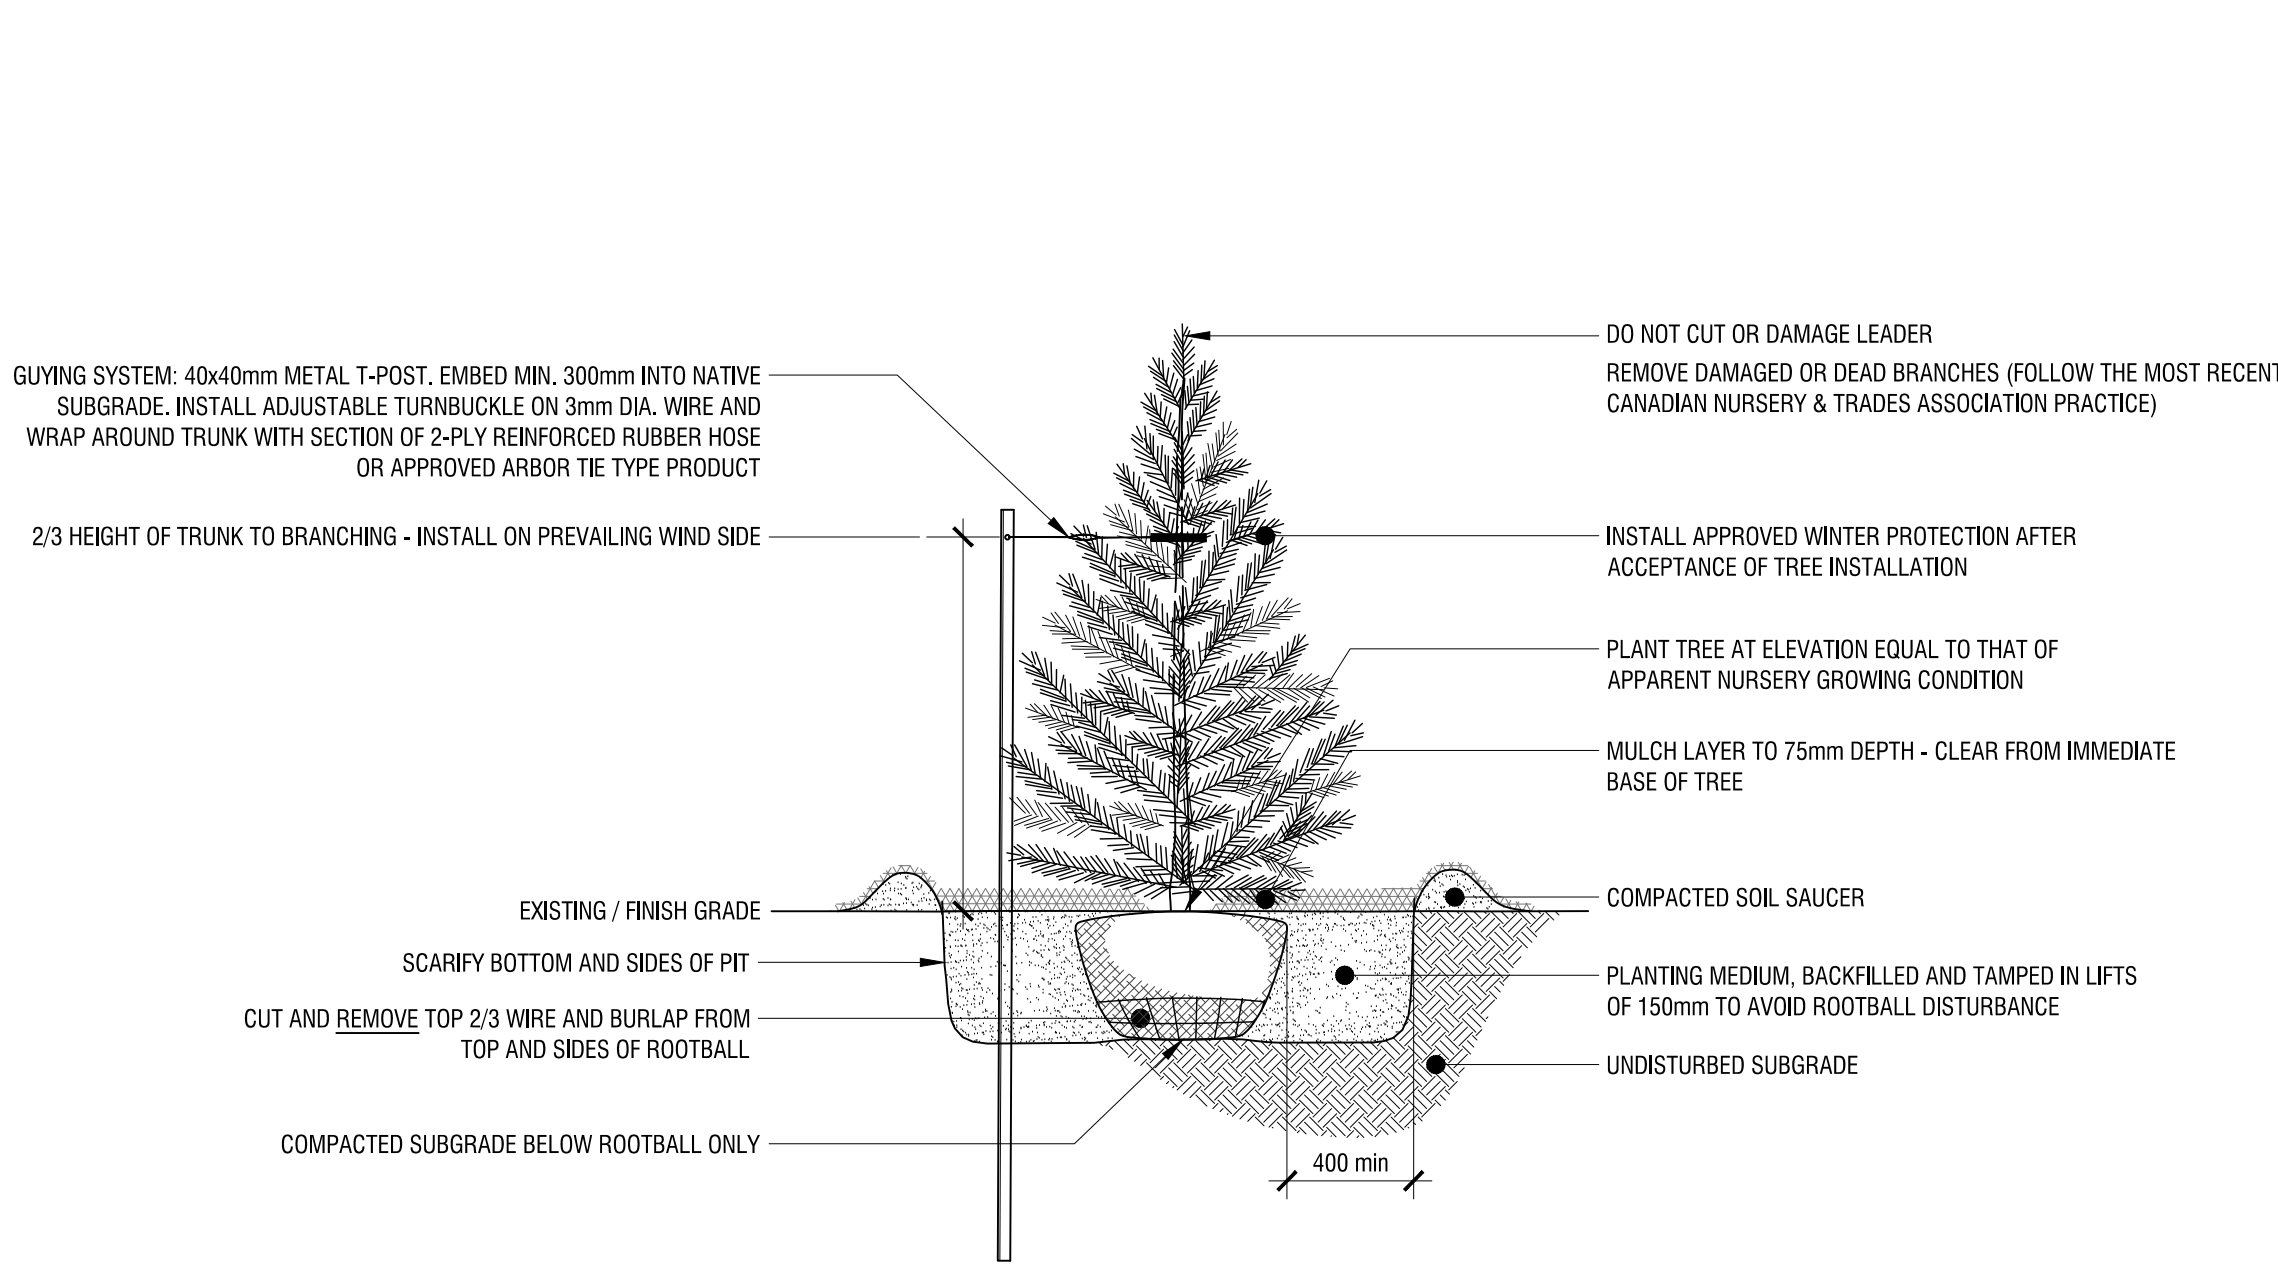 GUYING SYSTEM: 40x40mm METAL T-POST. EMBED MIN. 300mm INTO NATIVE
SUBGRADE. INSTALL ADJUSTABLE TURNBUCKLE ON 3mm DIA. WIRE AND
WRAP AROUND TRUNK WITH SECTION OF 2-PLY REINFORCED RUBBER HOSE
OR APPROVED ARBOR TIE TYPE PRODUCT
2/3 HEIGHT OF TRUNK TO BRANCHING - INSTALL ON PREVAILING WIND SIDE
EXISTING / FINISH GRADE
SCARIFY BOTTOM AND SIDES OF PIT
CUT AND REMOVE TOP 2/3 WIRE AND BURLAP FROM
TOP AND SIDES OF ROOTBALL
COMPACTED SUBGRADE BELOW ROOTBALL ONLY
DO NOT CUT OR DAMAGE LEADER
REMOVE DAMAGED OR DEAD BRANCHES (FOLLOW THE MOST RECENT
CANADIAN NURSERY & TRADES ASSOCIATION PRACTICE)
INSTALL APPROVED WINTER PROTECTION AFTER
ACCEPTANCE OF TREE INSTALLATION
PLANT TREE AT ELEVATION EQUAL TO THAT OF
APPARENT NURSERY GROWING CONDITION
MULCH LAYER TO 75mm DEPTH - CLEAR FROM IMMEDIATE
BASE OF TREE
COMPACTED SOIL SAUCER
PLANTING MEDIUM, BACKFILLED AND TAMPED IN LIFTS
OF 150mm TO AVOID ROOTBALL DISTURBANCE
UNDISTURBED SUBGRADE
400 min